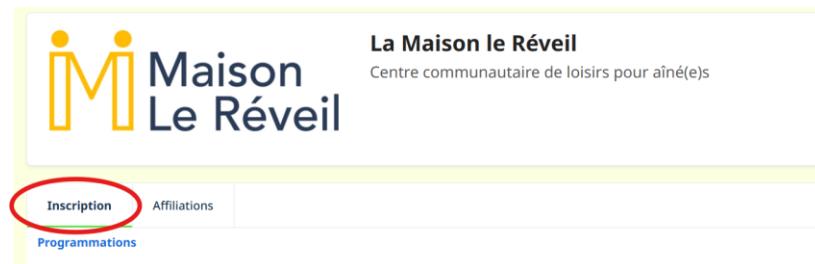 Maison
Le Réveil
La Maison le Réveil
Centre communautaire de loisirs pour aîné(e)s
Inscription Affiliations
Programmations